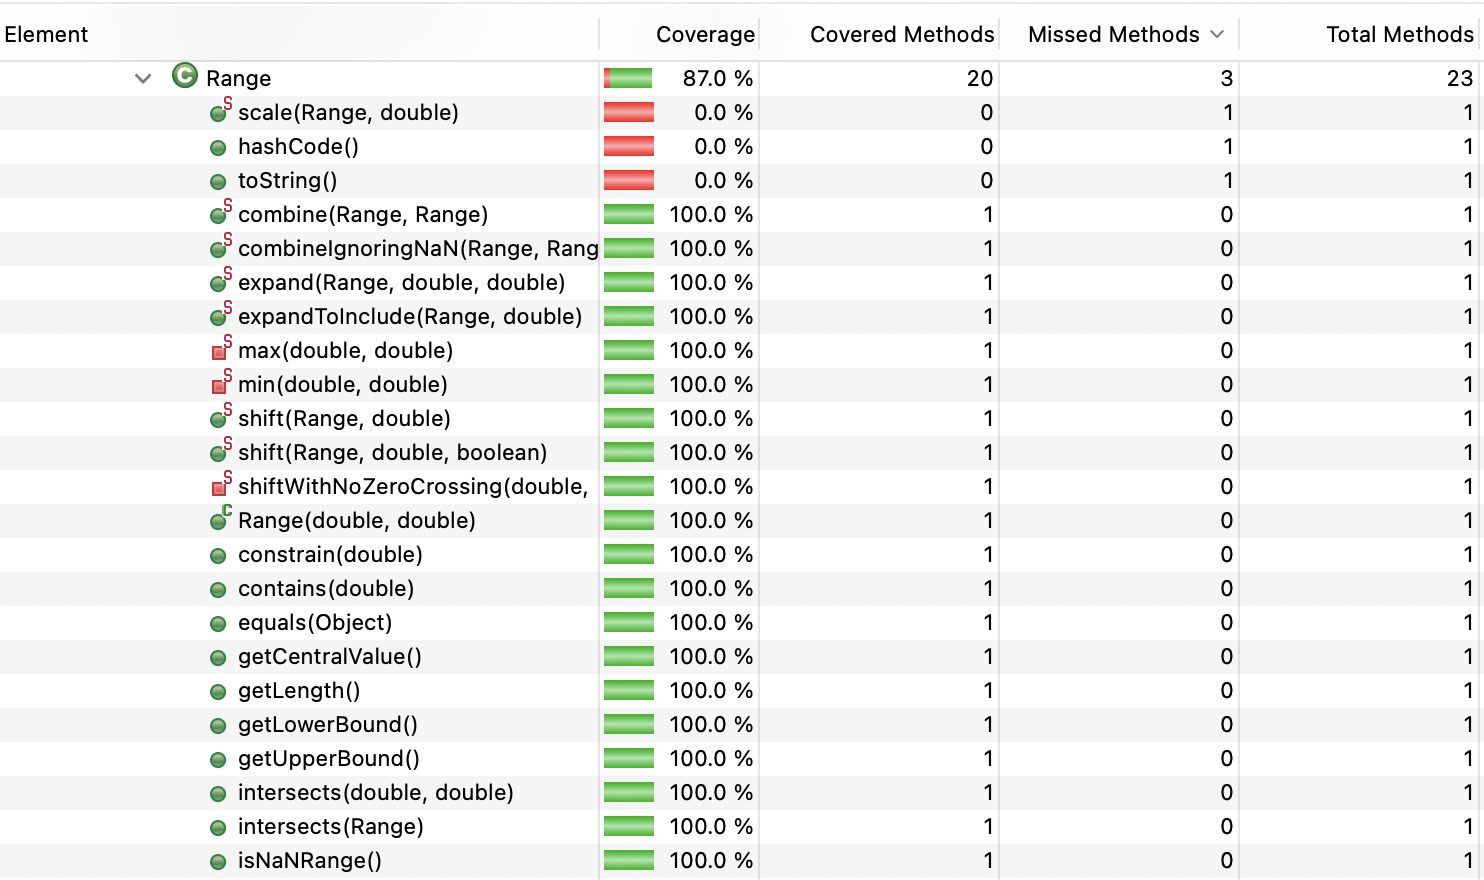 Element Coverage Covered Methods Missed Methods Total Methods
C Range 87.0 % 20 3 23
S scale(Range, double) 0.0 % 0 1 1
hashCode() 0.0 % 0 1 1
toString() 0.0 % 0 1 1
S combine(Range, Range) 100.0 % 1 0 1
S combineIgnoringNaN(Range, Rang 100.0 % 1 0 1
S expand(Range, double, double) 100.0 % 1 0 1
S expandToInclude(Range, double) 100.0 % 1 0 1
S max(double, double) 100.0 % 1 0 1
S min(double, double) 100.0 % 1 0 1
S shift(Range, double) 100.0 % 1 0 1
S shift(Range, double, boolean) 100.0 % 1 0 1
S shiftWithNoZeroCrossing(double, 100.0 % 1 0 1
C Range(double, double) 100.0 % 1 0 1
constrain(double) 100.0 % 1 0 1
contains(double) 100.0 % 1 0 1
equals(Object) 100.0 % 1 0 1
getCentralValue() 100.0 % 1 0 1
getLength() 100.0 % 1 0 1
getLowerBound() 100.0 % 1 0 1
getUpperBound() 100.0 % 1 0 1
intersects(double, double) 100.0 % 1 0 1
intersects(Range) 100.0 % 1 0 1
isNaNRange() 100.0 % 1 0 1